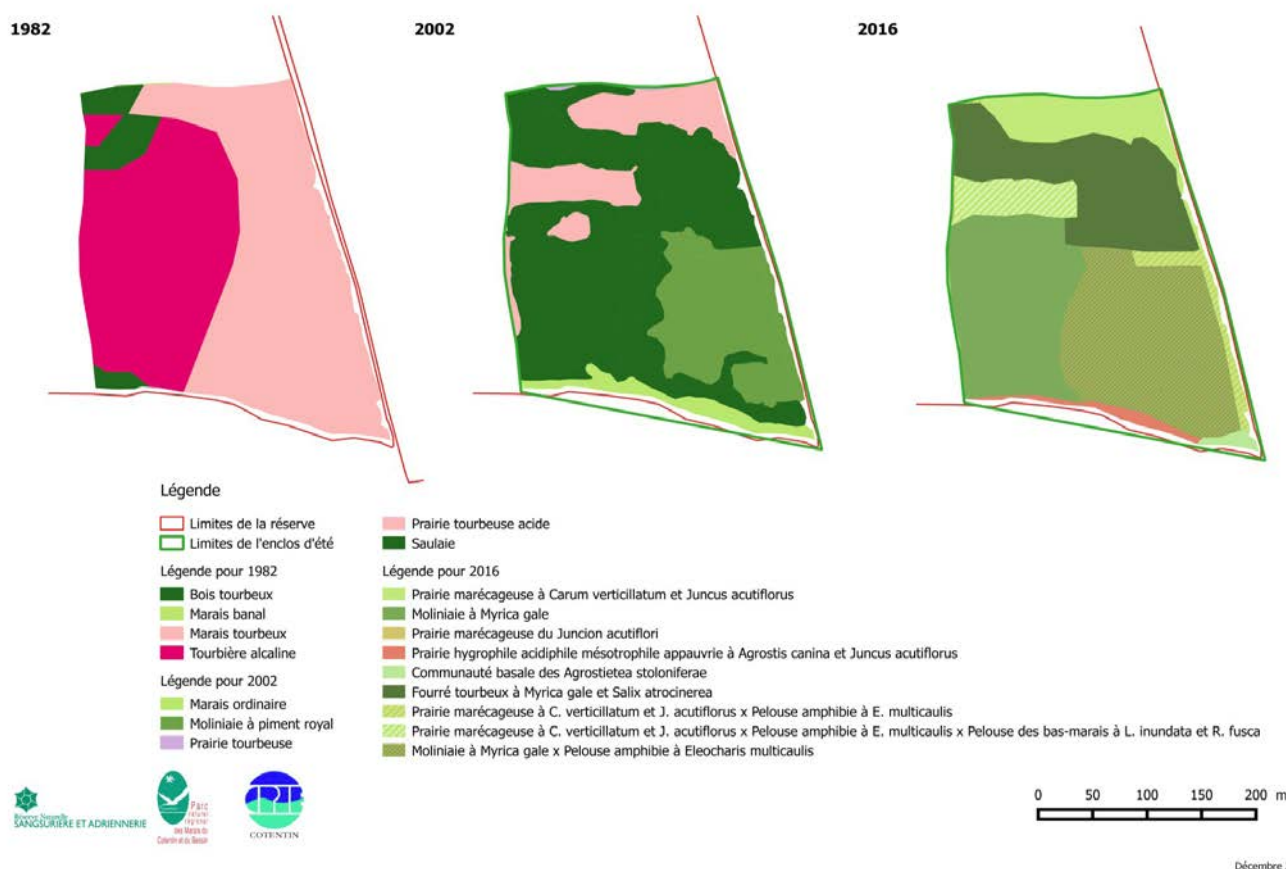 1982
2002
2016
Légende
Limites de la réserve
Limites de l'enclos d'été
Légende pour 1982
Bois tourbeux
Marais banal
Marais tourbeux
Tourbière alcaline
Légende pour 2002
Marais ordinaire
Moliniaie à piment royal
Prairie tourbeuse
Prairie tourbeuse acide
Saulaie
Légende pour 2016
Prairie marécageuse à Carum verticillatum et Juncus acutiflorus
Moliniaie à Myrica gale
Prairie marécageuse du Juncion acutiflori
Prairie hygrophile acidiphile mésotrophile appauvrie à Agrostis canina et Juncus acutiflorus
Communauté basale des Agrostietea stoloniferae
Fourré tourbeux à Myrica gale et Salix atrocinerea
Prairie marécageuse à C. verticillatum et J. acutiflorus x Pelouse amphibie à E. multicaulis
Prairie marécageuse à C. verticillatum et J. acutiflorus x Pelouse amphibie à E. multicaulis x Pelouse des bas-marais à L. inundata et R. fusca
Moliniaie à Myrica gale x Pelouse amphibie à Eleocharis multicaulis
Réserve Naturelle
SANGSURIERE ET ADRIENNERIE
Parc
naturel
régional
des Marais du
Cotentin et du Bessin
COTENTIN
0 50 100 150 200 m
Décembre